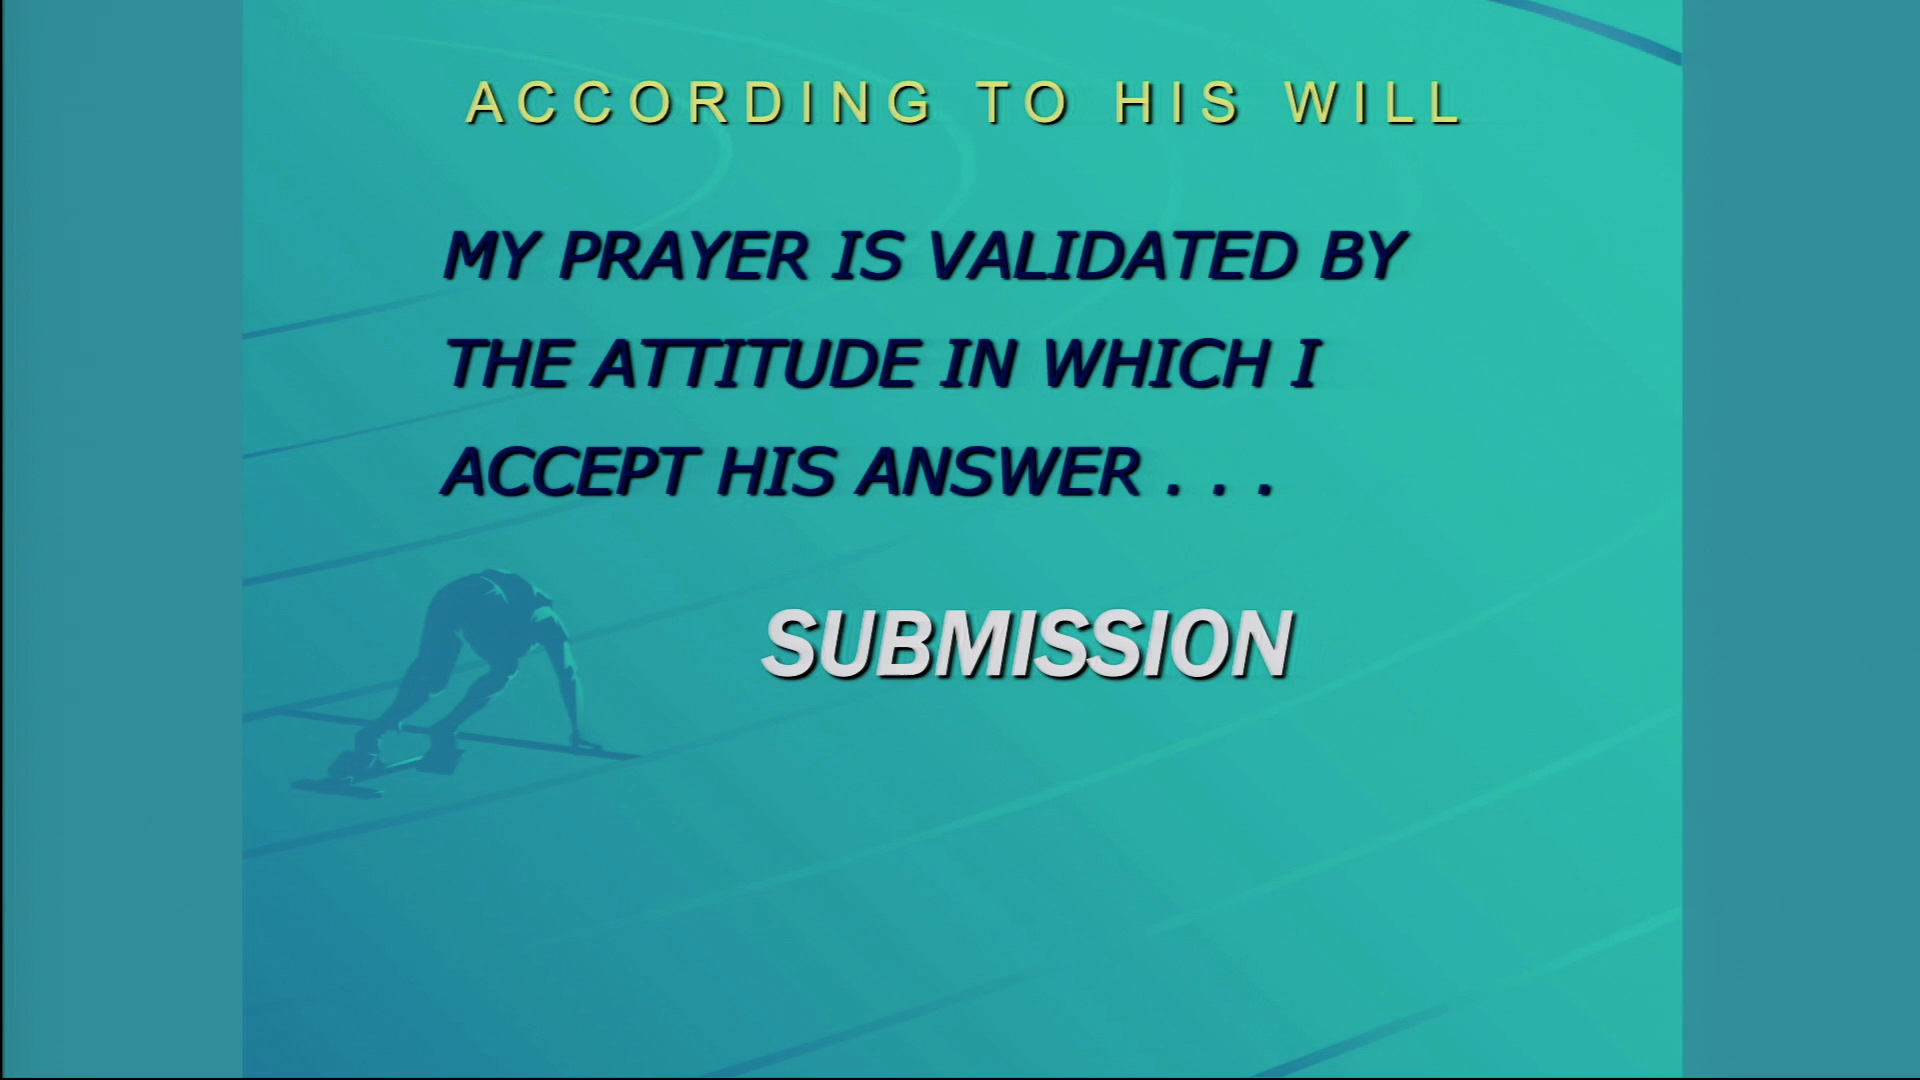 ACCORDING TO HIS WILL
MY PRAYER IS VALIDATED BY
THE ATTITUDE IN WHICH I
ACCEPT HIS ANSWER . . .
SUBMISSION